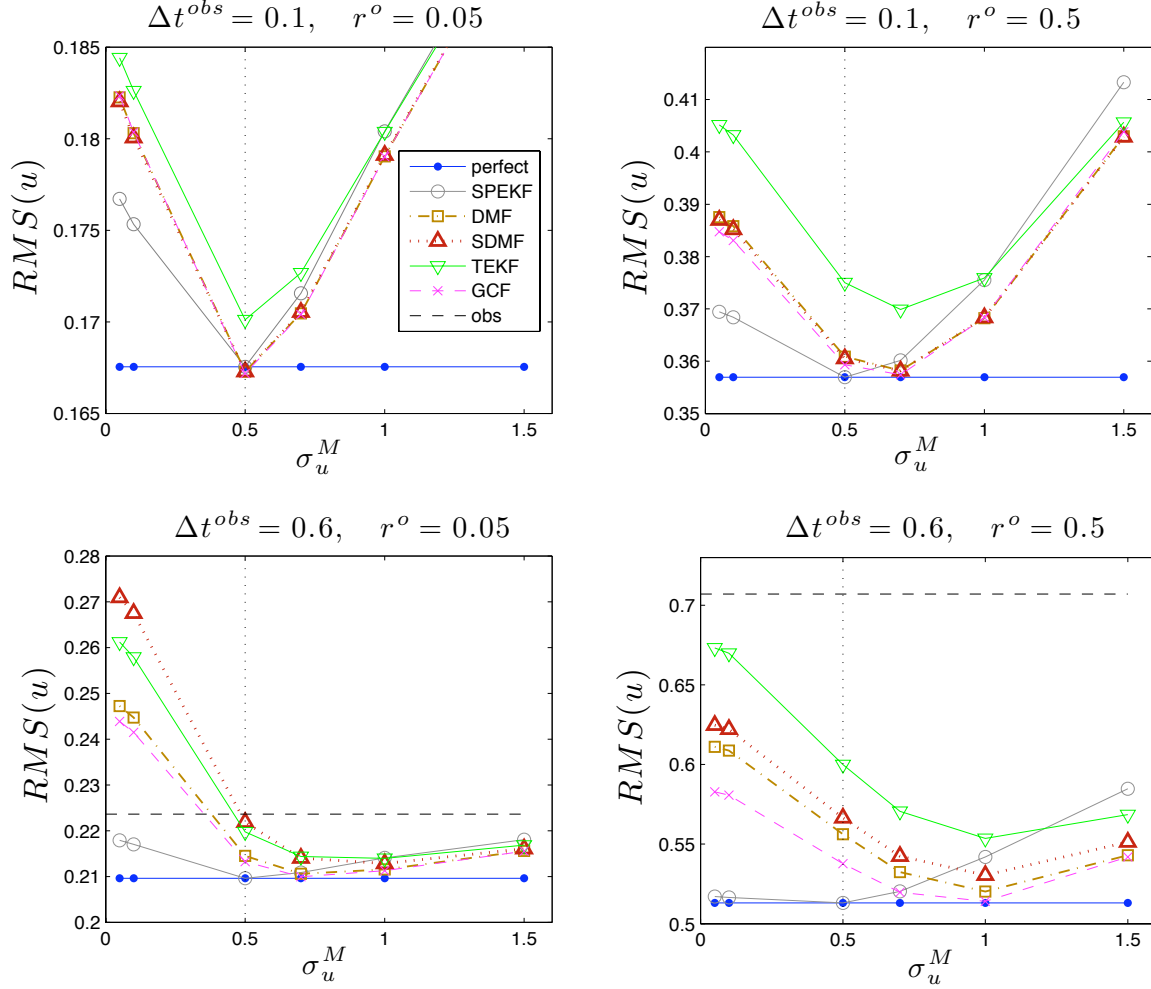 Δt^{obs} = 0.1, r^o = 0.05
RMS(u)
0.185
0.18
0.175
0.17
0.165
0 0.5 1 1.5
σ_u^M
perfect
SPEKF
DMF
SDMF
TEKF
GCF
obs
Δt^{obs} = 0.1, r^o = 0.5
RMS(u)
0.41
0.4
0.39
0.38
0.37
0.36
0.35
0 0.5 1 1.5
σ_u^M
Δt^{obs} = 0.6, r^o = 0.05
RMS(u)
0.28
0.27
0.26
0.25
0.24
0.23
0.22
0.21
0.2
0 0.5 1 1.5
σ_u^M
Δt^{obs} = 0.6, r^o = 0.5
RMS(u)
0.7
0.65
0.6
0.55
0.5
0 0.5 1 1.5
σ_u^M